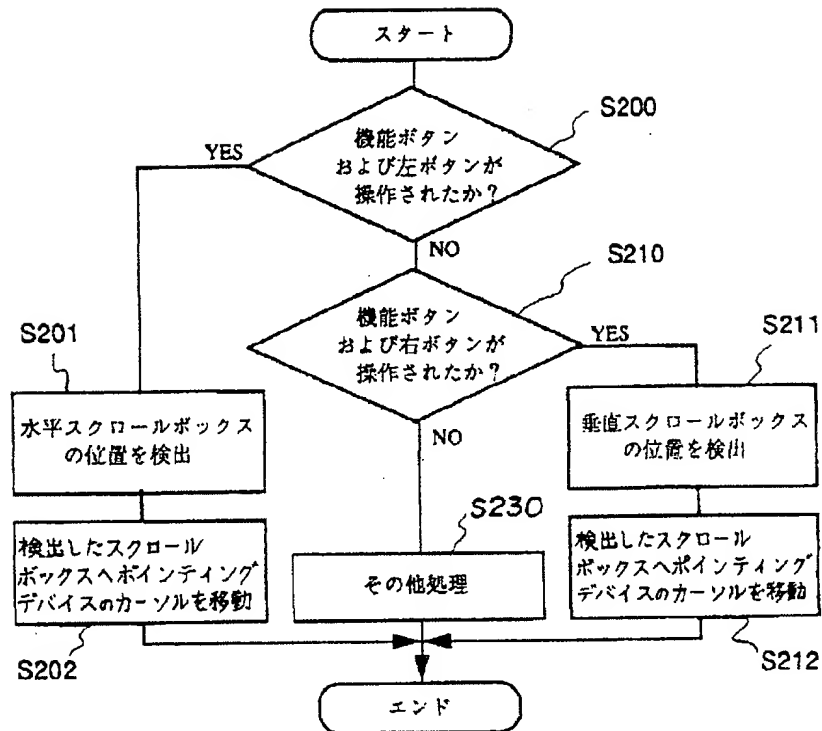 スタート
S200
機能ボタン
および左ボタンが
操作されたか?
YES
NO
S210
機能ボタン
および右ボタンが
操作されたか?
YES
NO
S201
水平スクロールボックス
の位置を検出
S211
垂直スクロールボックス
の位置を検出
検出したスクロール
ボックスへポインティング
デバイスのカーソルを移動
S202
S230
その他処理
検出したスクロール
ボックスへポインティング
デバイスのカーソルを移動
S212
エンド